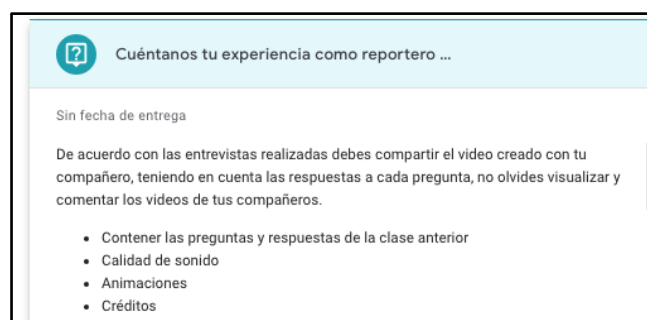 Cuéntanos tu experiencia como reportero ...
Sin fecha de entrega
De acuerdo con las entrevistas realizadas debes compartir el video creado con tu
compañero, teniendo en cuenta las respuestas a cada pregunta, no olvides visualizar y
comentar los videos de tus compañeros.
• Contener las preguntas y respuestas de la clase anterior
• Calidad de sonido
• Animaciones
• Créditos